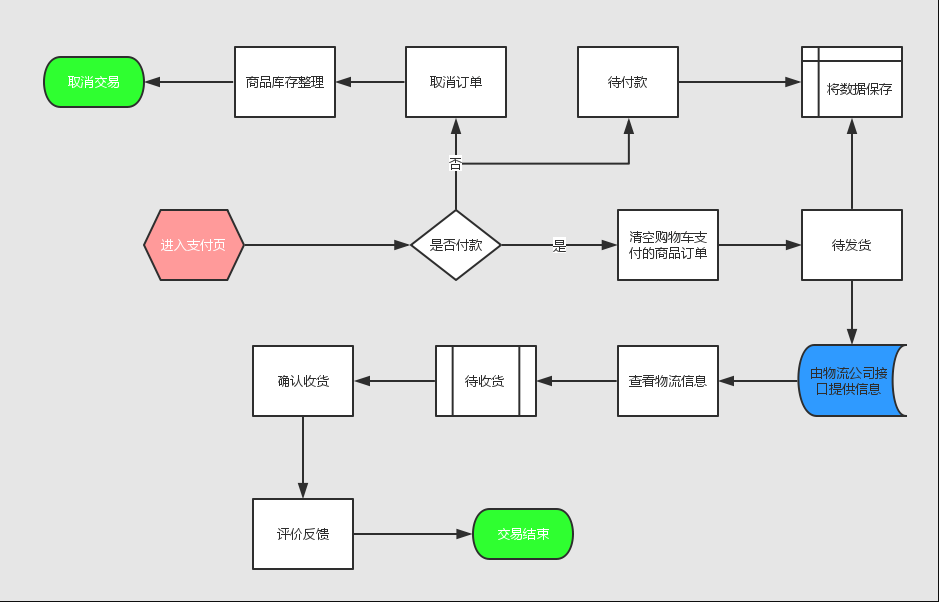 取消交易
商品库存整理
取消订单
待付款
将数据保存
否
进入支付页
是否付款
是
清空购物车支
付的商品订单
待发货
确认收货
待收货
查看物流信息
由物流公司接
口提供信息
评价反馈
交易结束